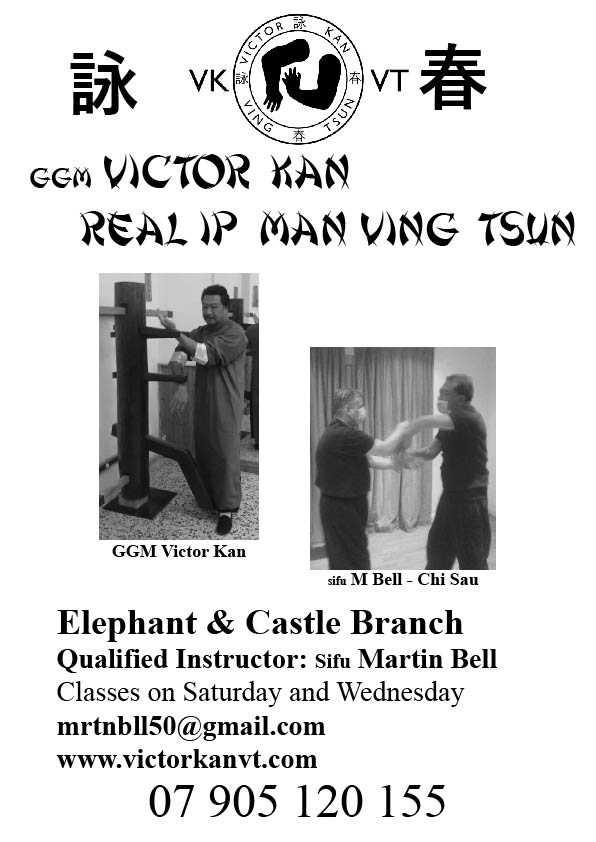 詠 VK VICTOR 詠 KAN VT 春
詠 春
VING 春 TSUN
GGM VICTOR KAN
REAL IP MAN VING TSUN
GGM Victor Kan
sifu M Bell - Chi Sau
Elephant & Castle Branch
Qualified Instructor: Sifu Martin Bell
Classes on Saturday and Wednesday
mrtnbll50@gmail.com
www.victorkanvt.com
07 905 120 155